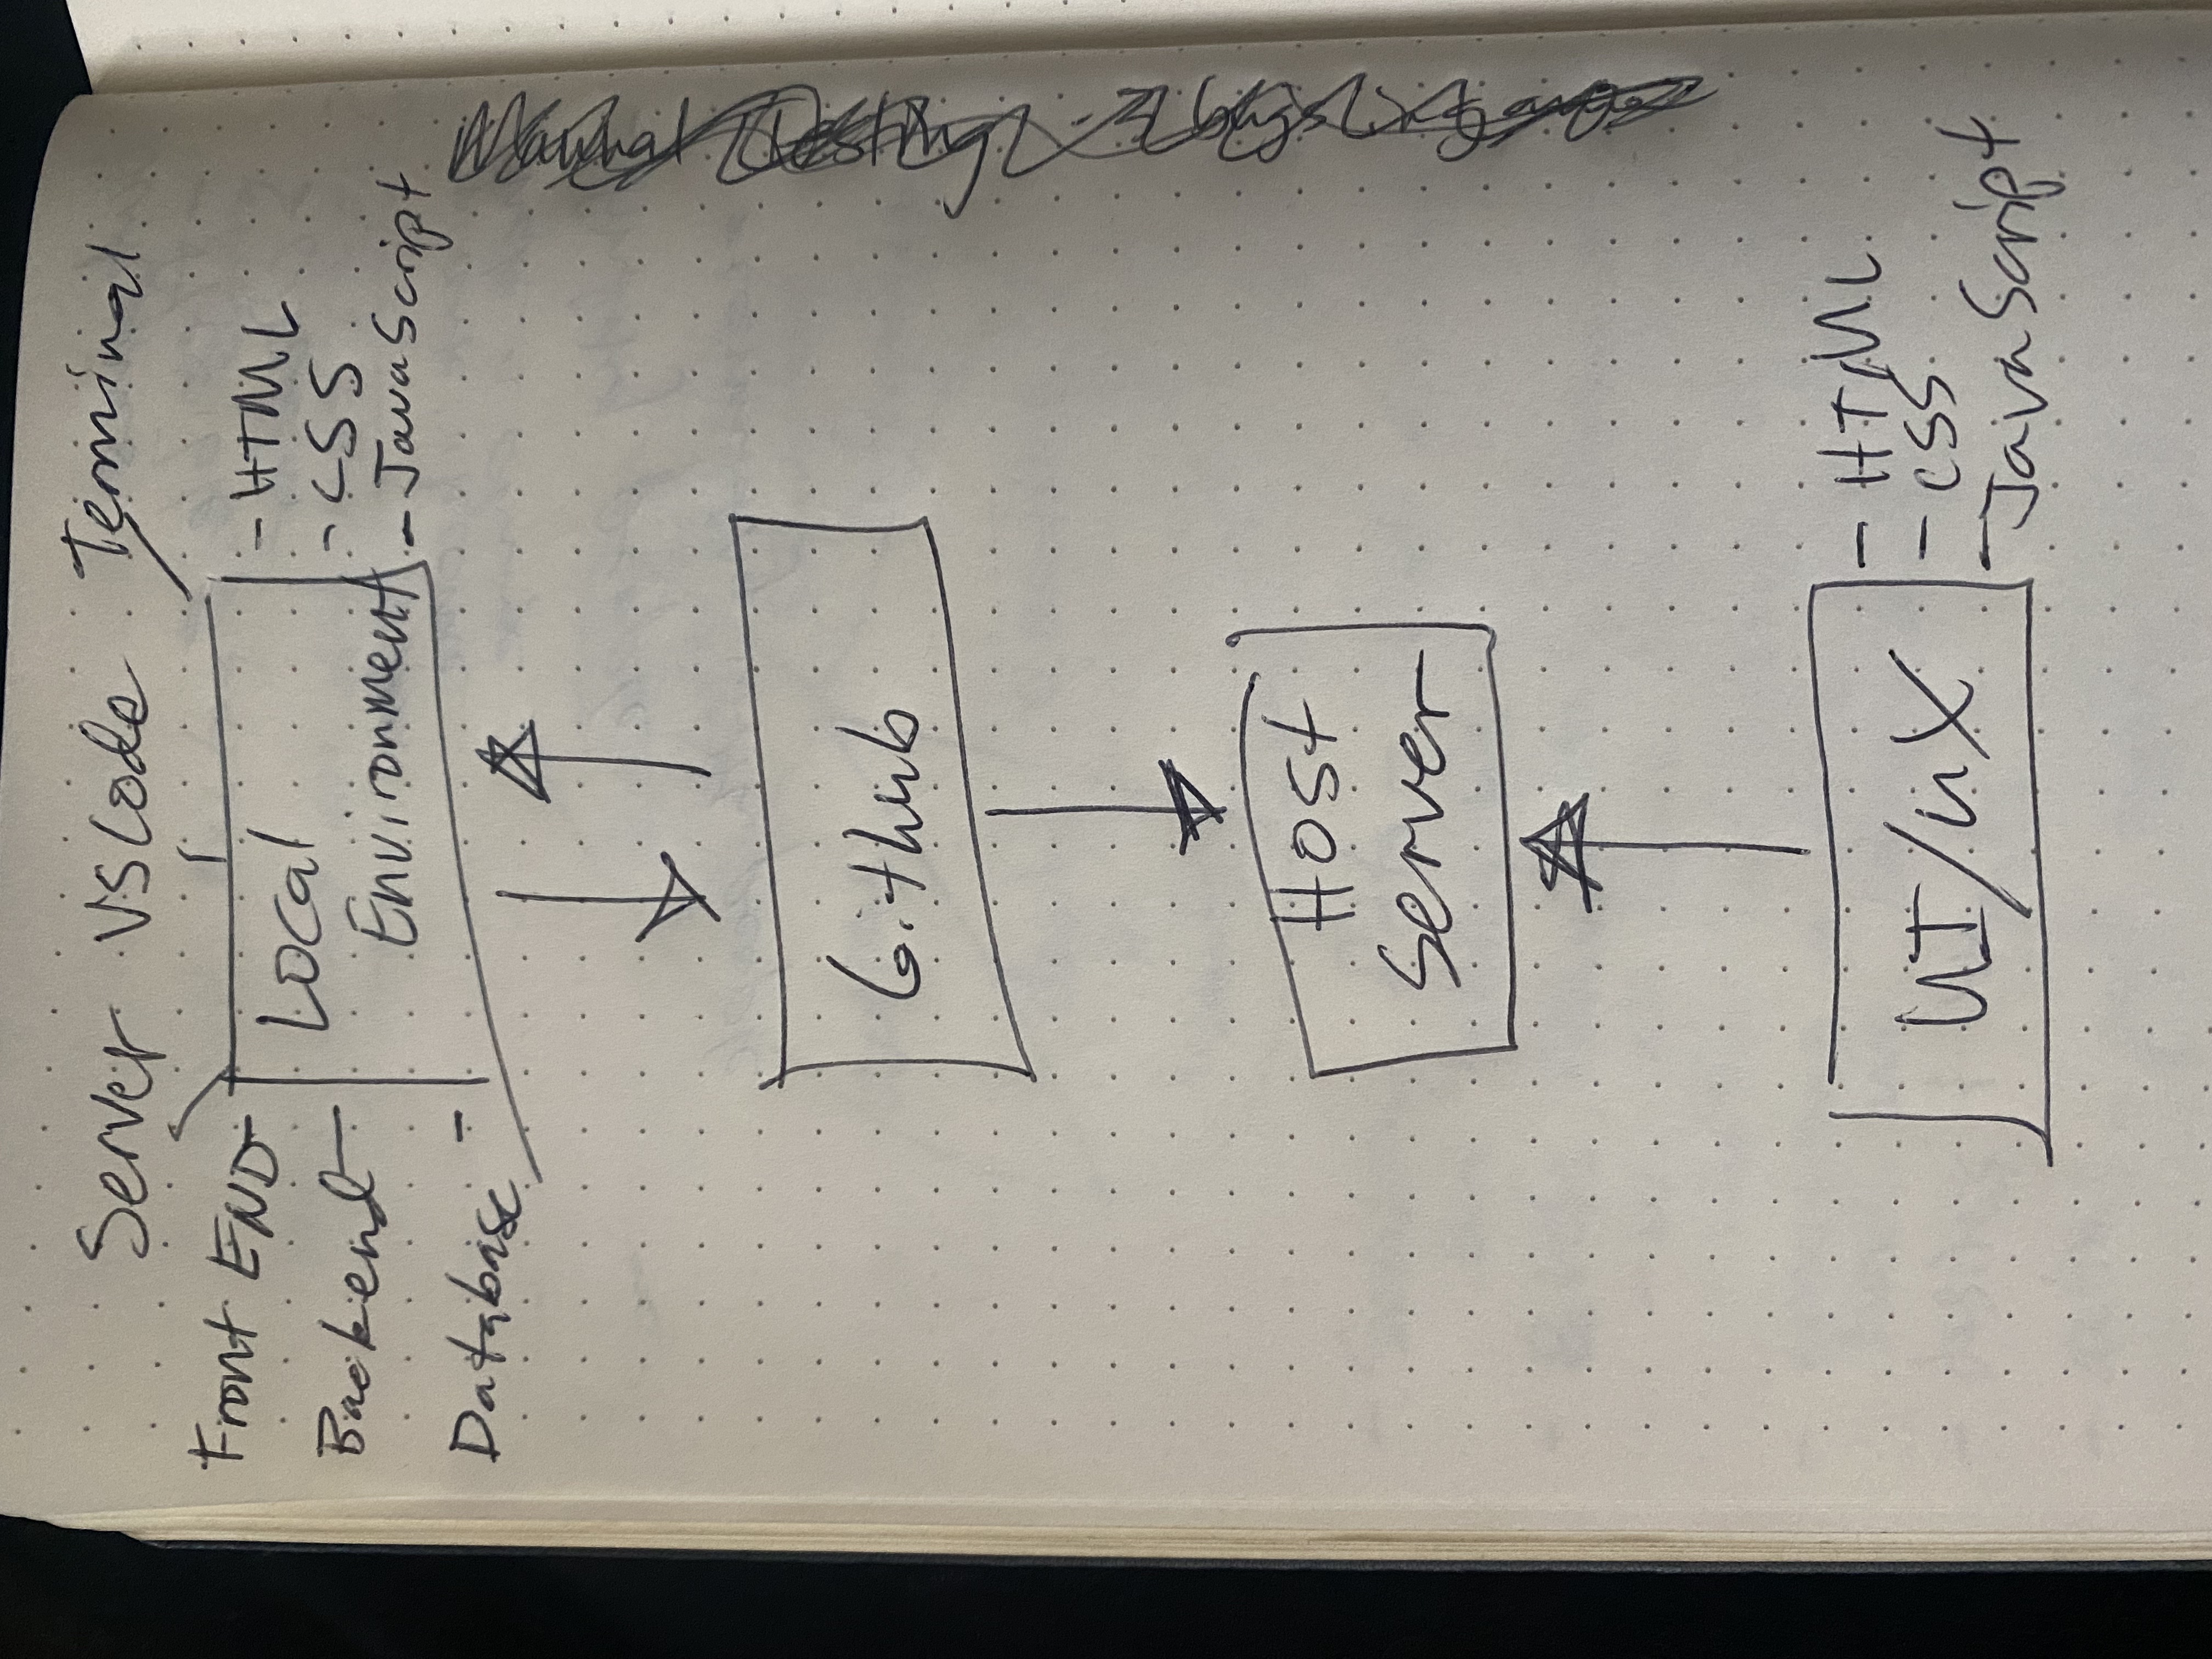 Server VSCode Terminal
Front END
Backend
Database
Local
Environment
- HTML
- CSS
- JavaScript
Github
Host
Server
UI/UX
- HTML
- CSS
- JavaScript